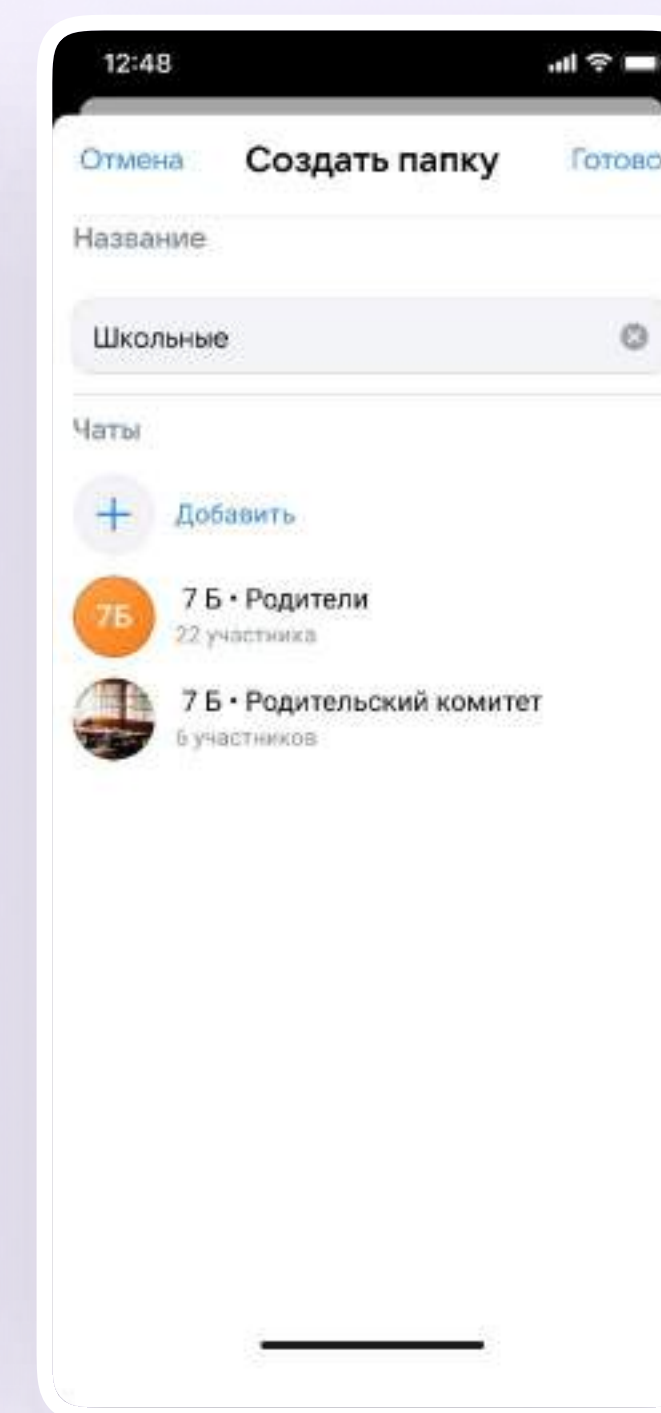 12:48
Отмена Создать папку Готово
Название
Школьные
Чаты
Добавить
7Б
7 Б • Родители
22 участника
7 Б • Родительский комитет
6 участников